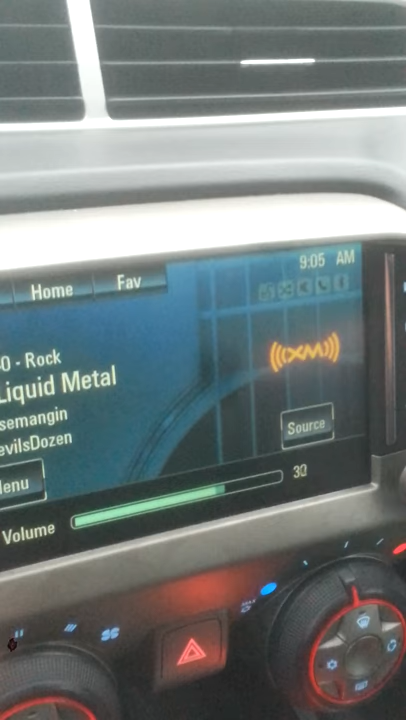 9:05 AM
Home Fav
0 - Rock
Liquid Metal
XM
semangin
evilsDozen
Source
enu
30
Volume